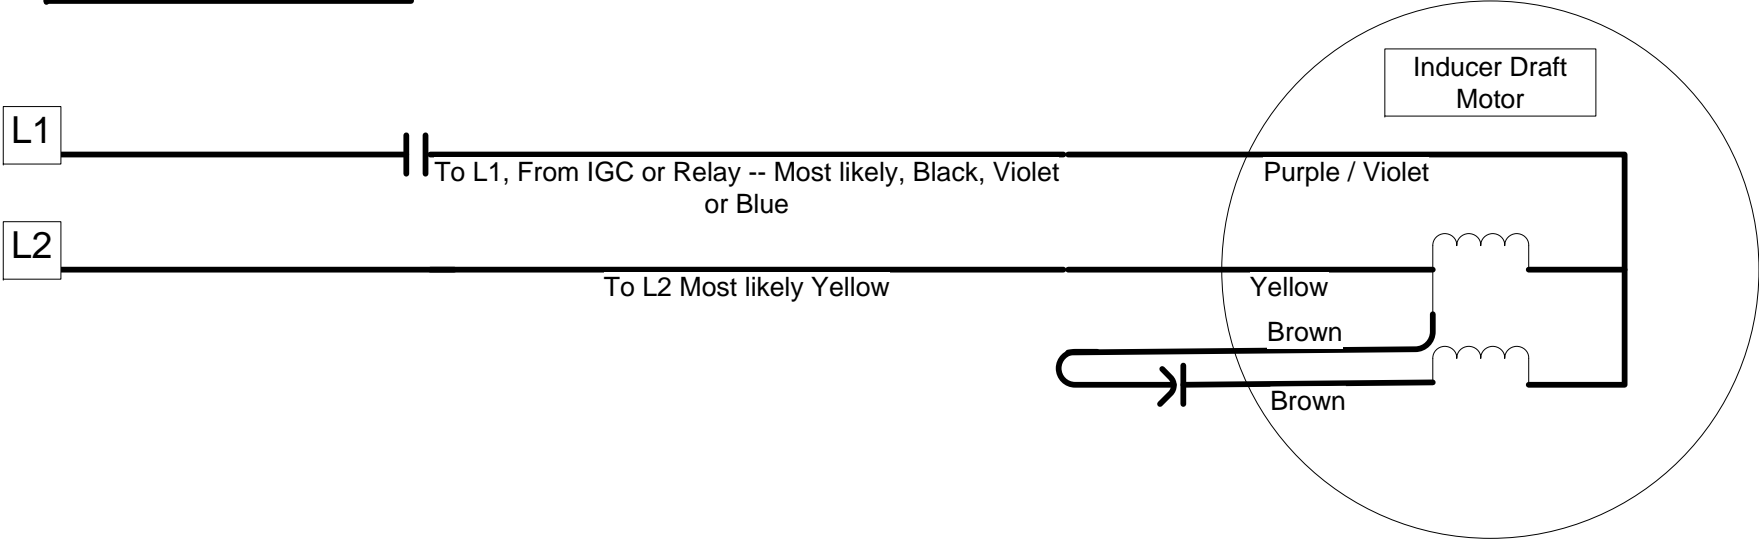 Inducer Draft
Motor
L1
To L1, From IGC or Relay -- Most likely, Black, Violet
or Blue
Purple / Violet
L2
To L2 Most likely Yellow
Yellow
Brown
Brown